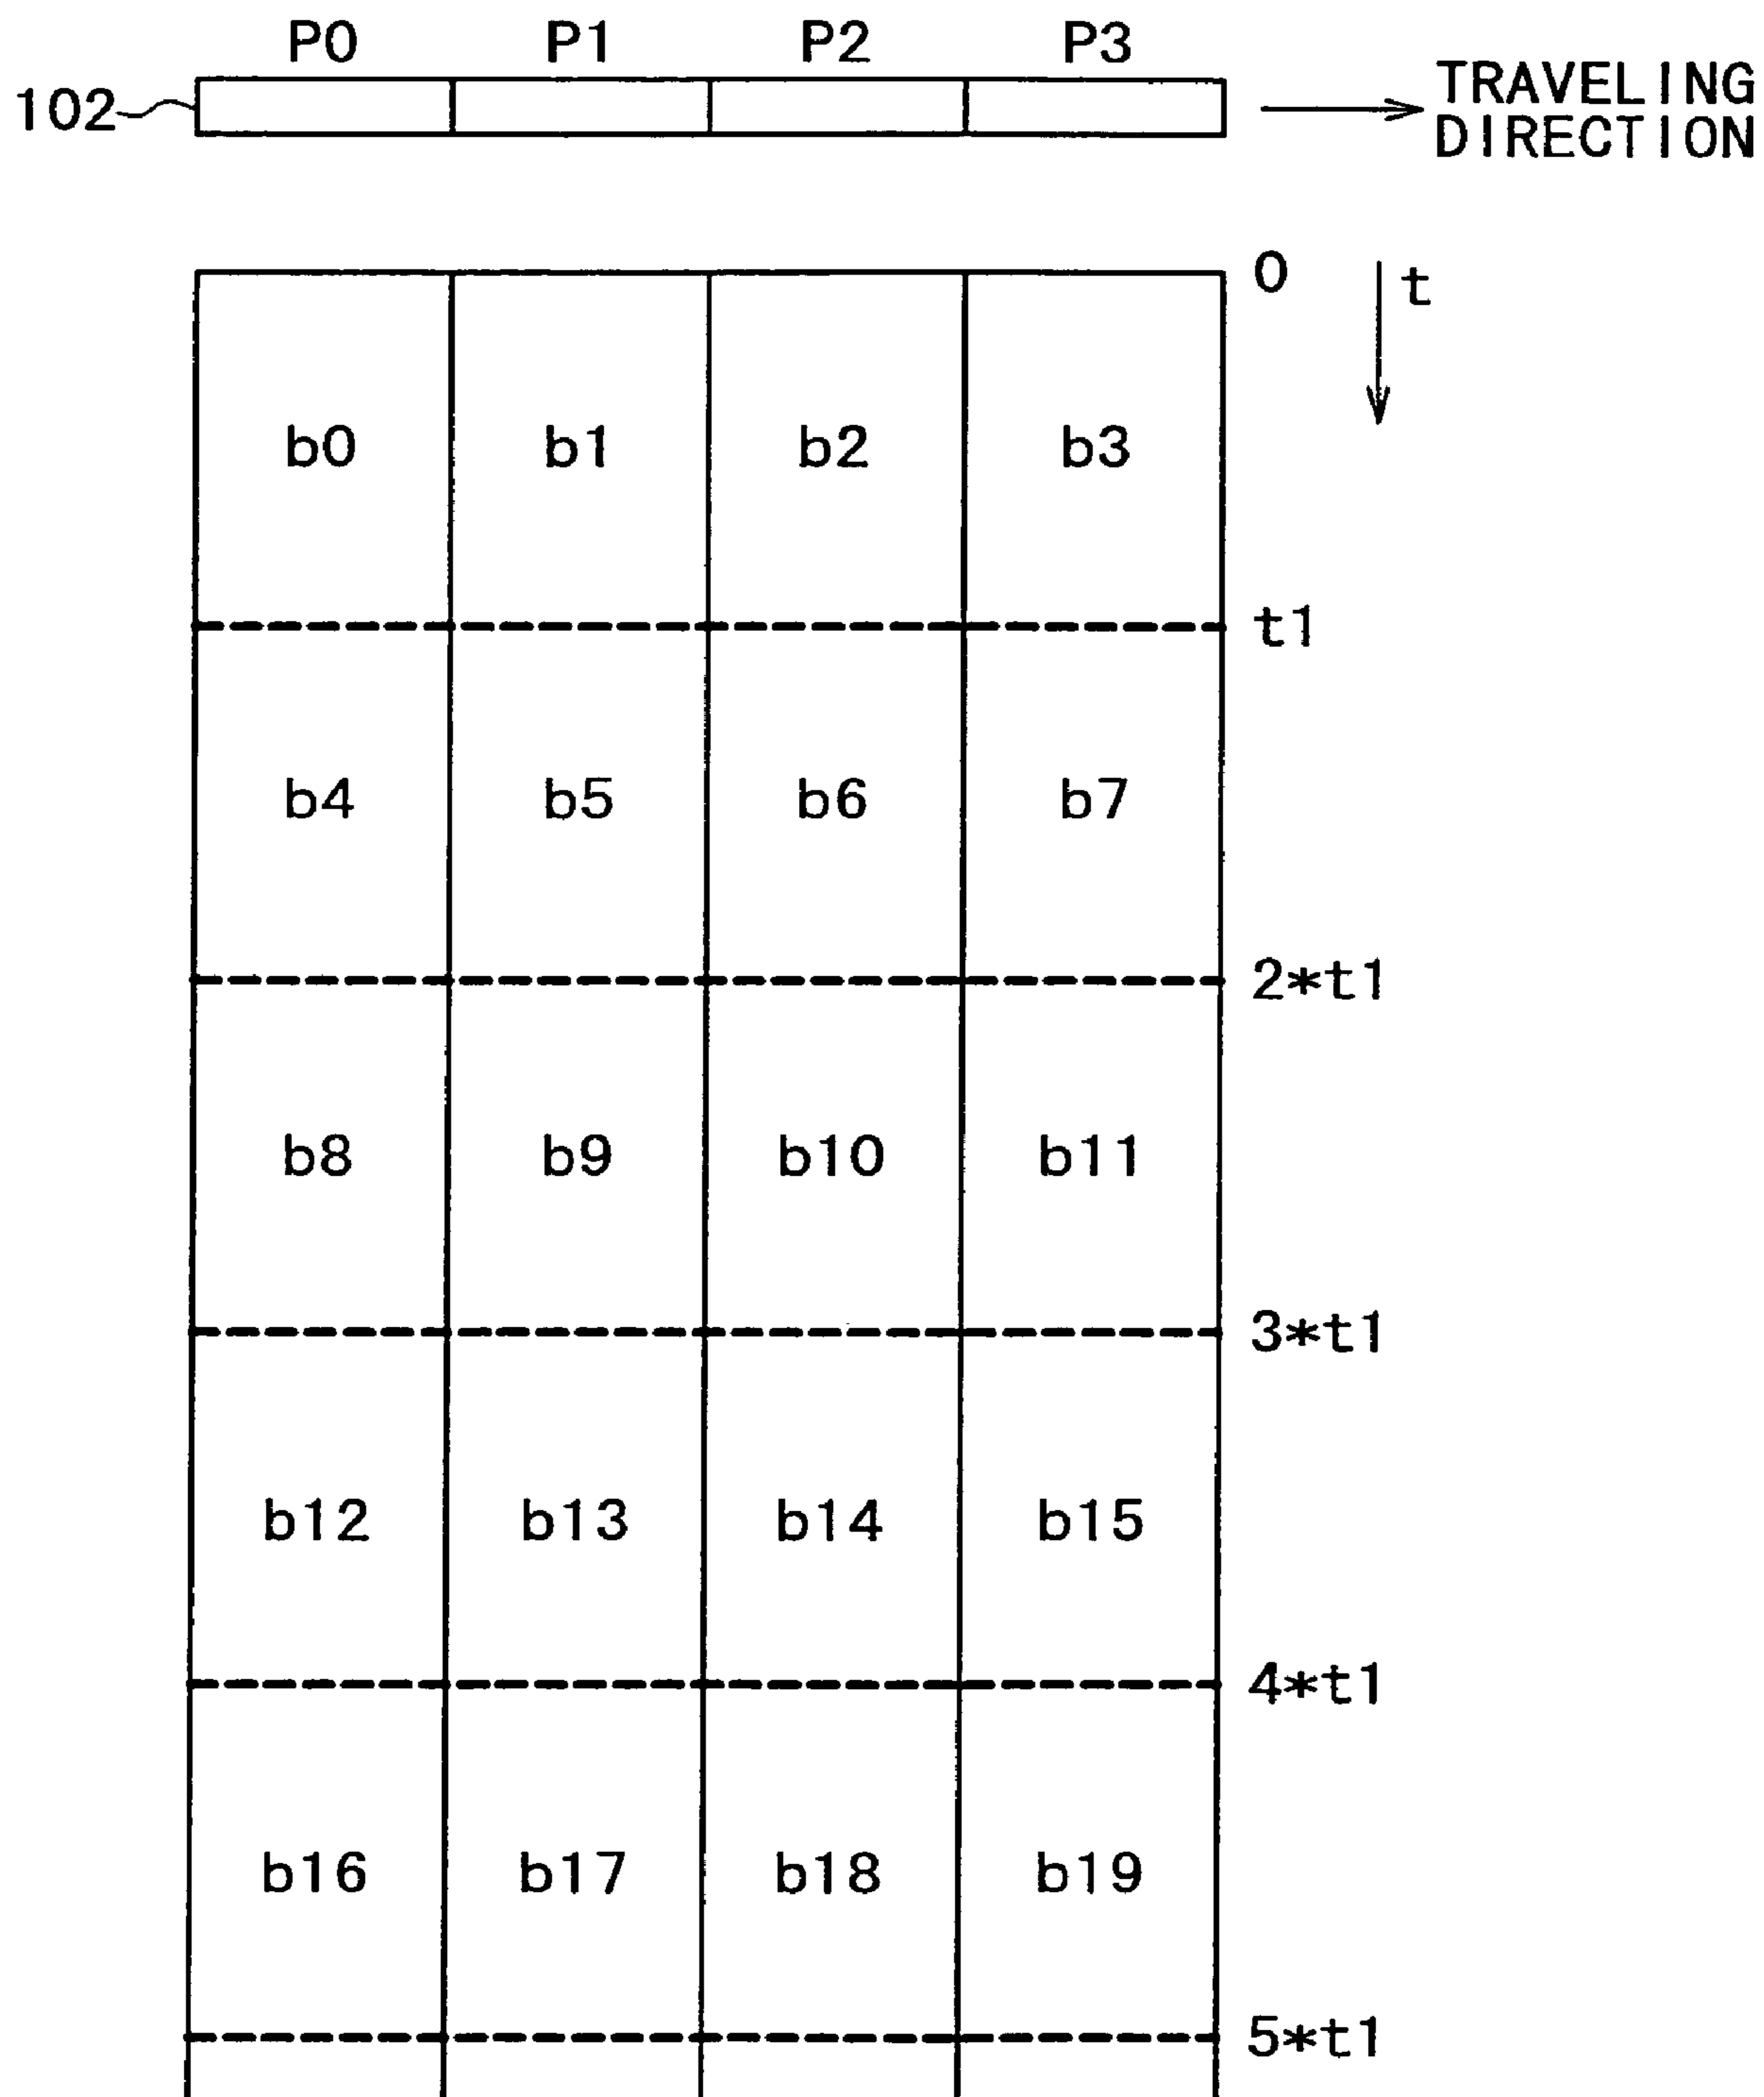 P0 P1 P2 P3
102
TRAVELING
DIRECTION
0
t
b0 b1 b2 b3
t1
b4 b5 b6 b7
2*t1
b8 b9 b10 b11
3*t1
b12 b13 b14 b15
4*t1
b16 b17 b18 b19
5*t1